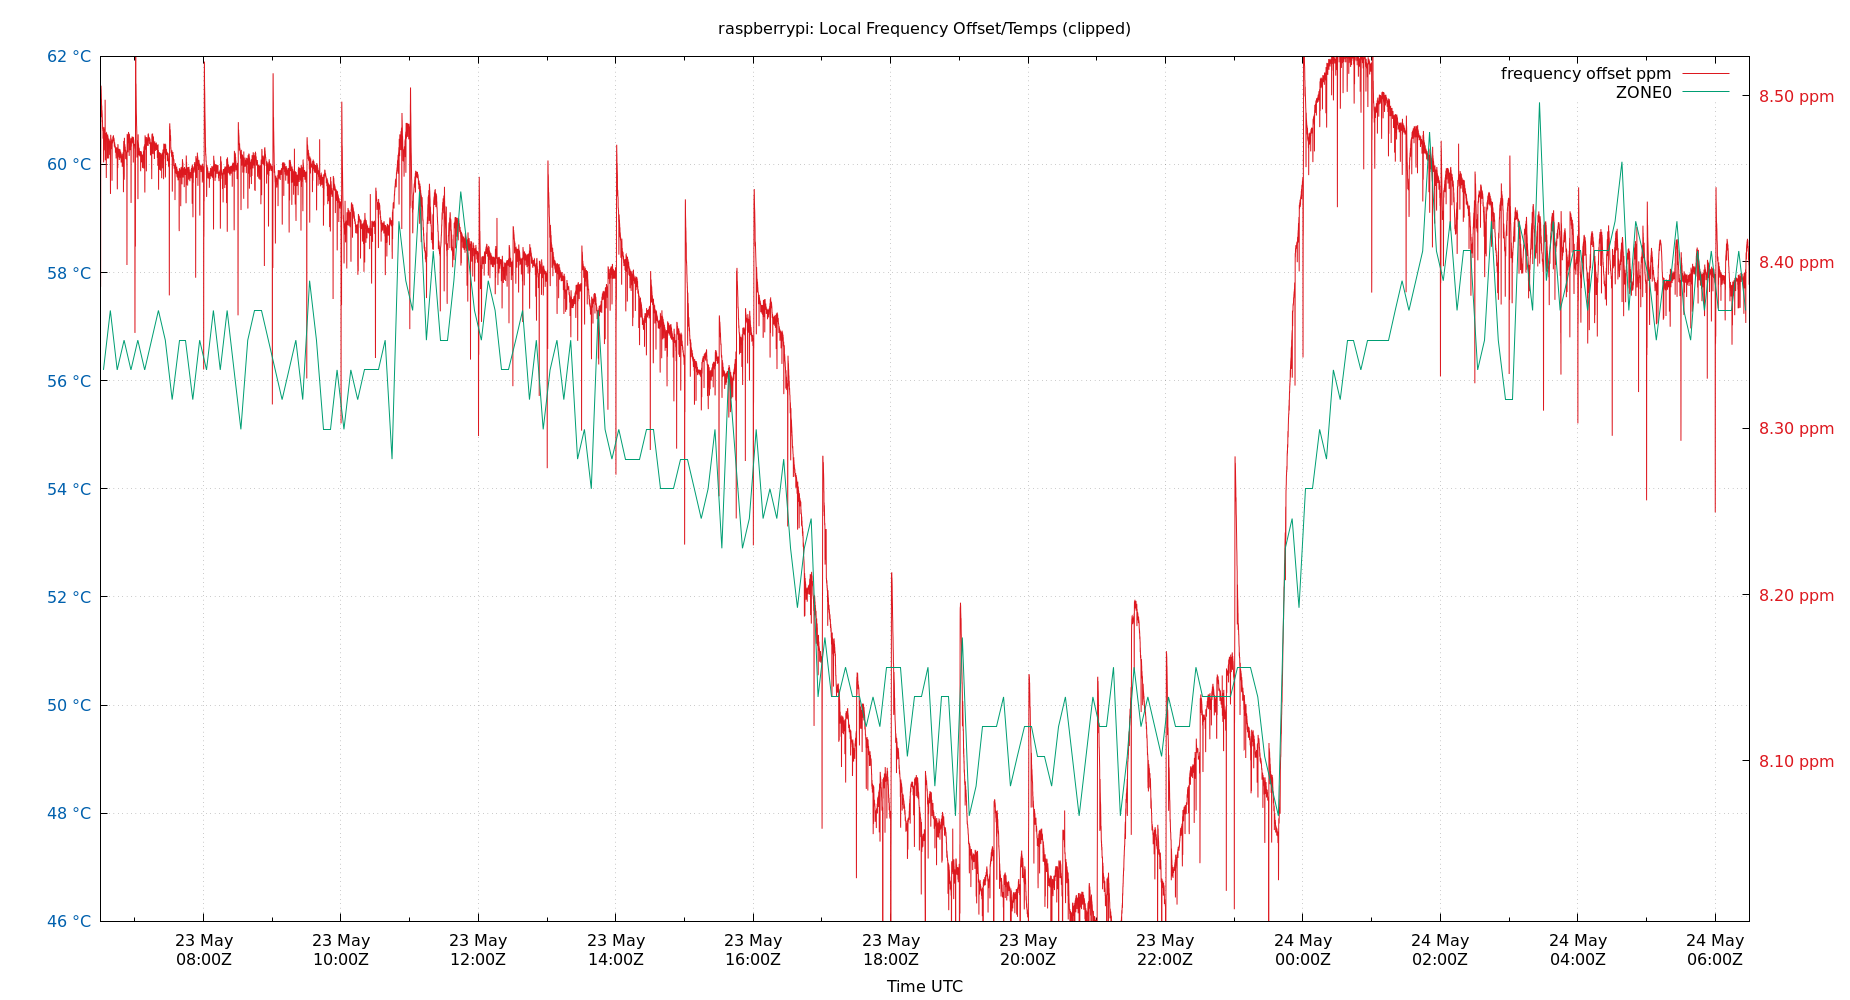 raspberrypi: Local Frequency Offset/Temps (clipped)
62 °C
60 °C
58 °C
56 °C
54 °C
52 °C
50 °C
48 °C
46 °C
frequency offset ppm
ZONE0
8.50 ppm
8.40 ppm
8.30 ppm
8.20 ppm
8.10 ppm
23 May
08:00Z
23 May
10:00Z
23 May
12:00Z
23 May
14:00Z
23 May
16:00Z
23 May
18:00Z
23 May
20:00Z
23 May
22:00Z
24 May
00:00Z
24 May
02:00Z
24 May
04:00Z
24 May
06:00Z
Time UTC